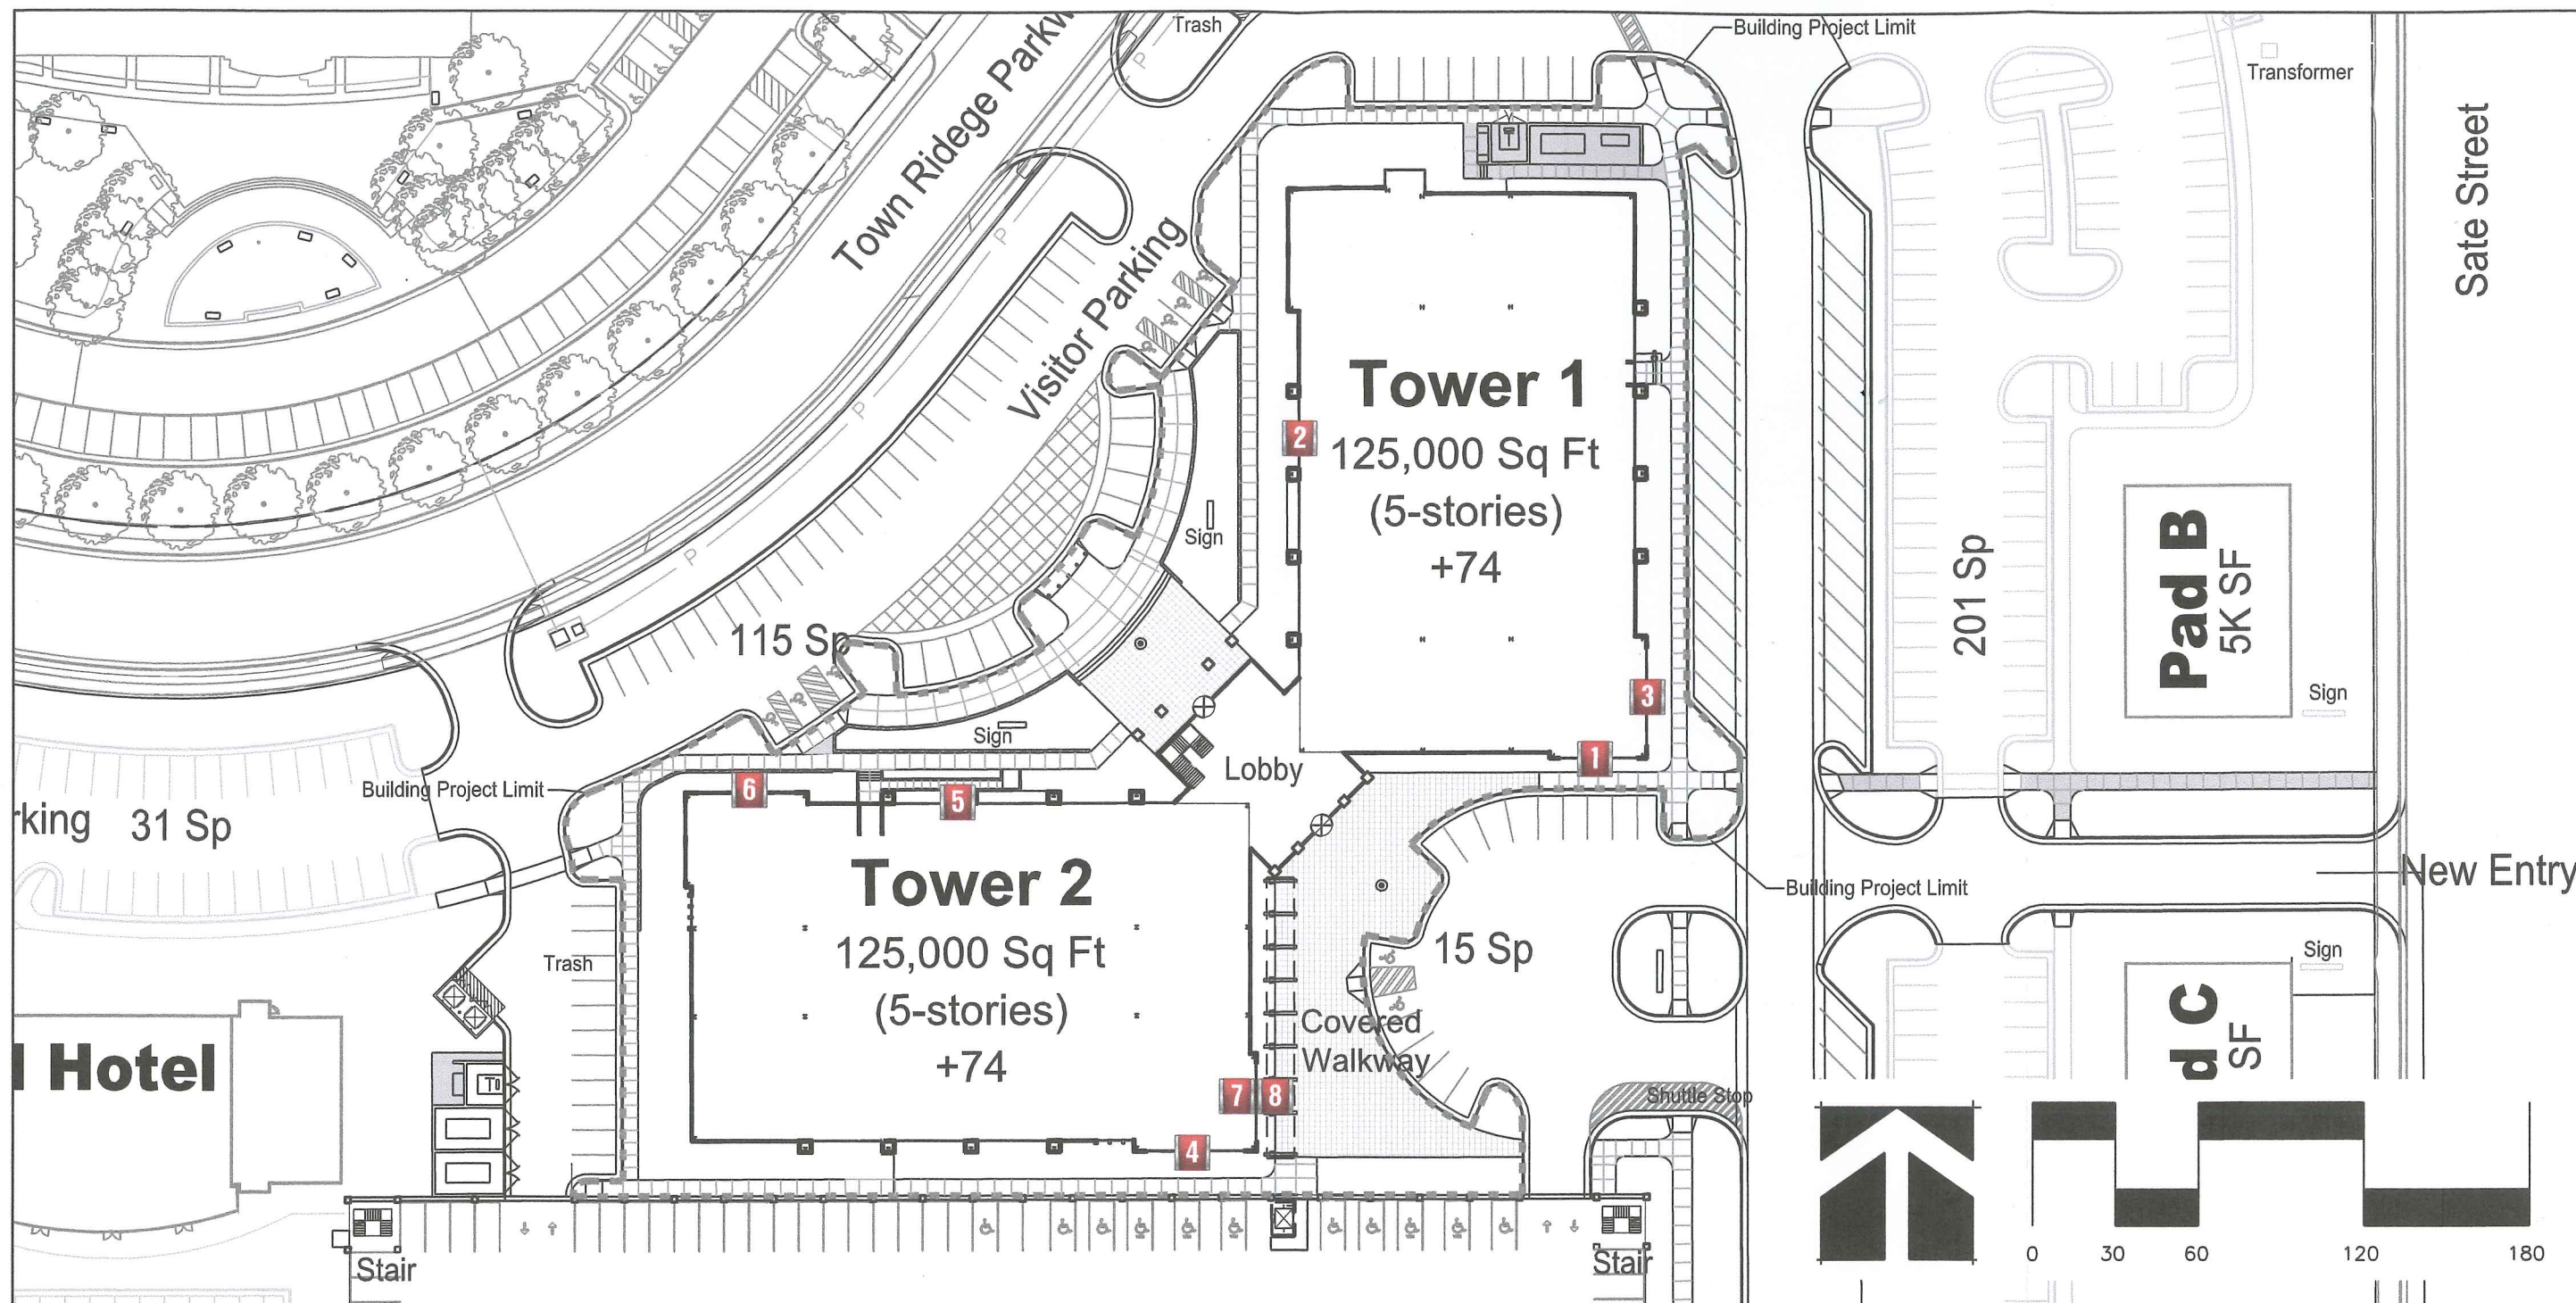 Trash
Building Project Limit
Transformer
Town Ridege Parkw
P
Sate Street
P
Visitor Parking
Tower 1
125,000 Sq Ft
(5-stories)
+74
2
P
Sign
Pad B
5K SF
201 Sp
P
115 Sp
Sign
3
Sign
1
Lobby
Building Project Limit
6
5
rking 31 Sp
Tower 2
125,000 Sq Ft
(5-stories)
+74
New Entry
Building Project Limit
15 Sp
Sign
Trash
Covered
Walkway
d C
SF
l Hotel
T
7
8
Shuttle Stop
4
0 30 60 120 180
Stair
Stair